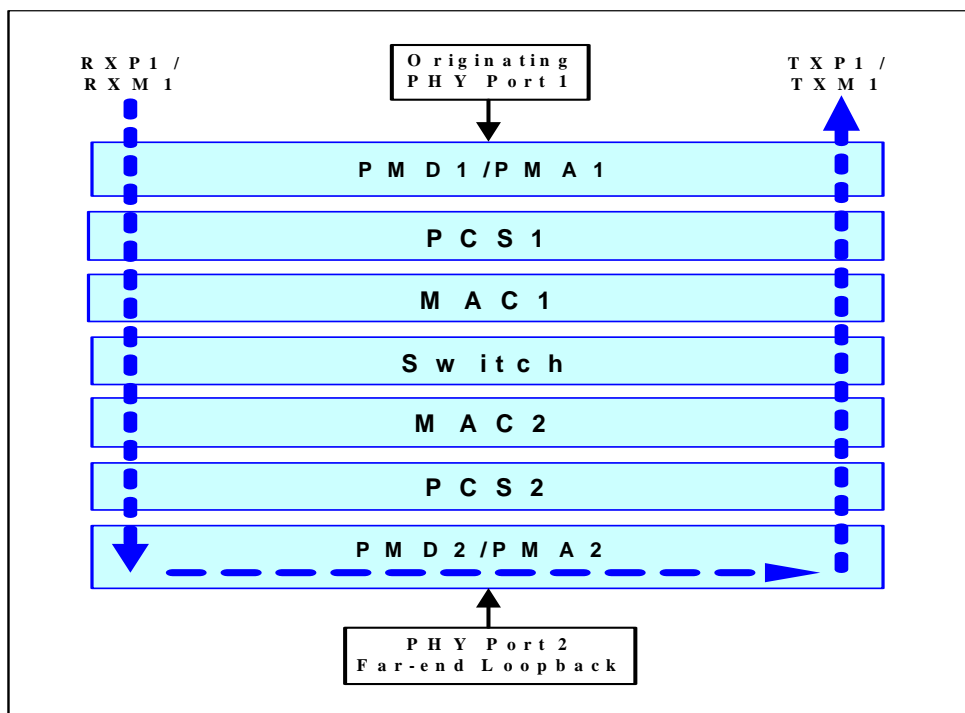 RXP1 /
RXM1
Originating
PHY Port 1
TXP1 /
TXM1
PMD1/PMA1
PCS1
MAC1
Switch
MAC2
PCS2
PMD2/PMA2
PHY Port 2
Far-end Loopback